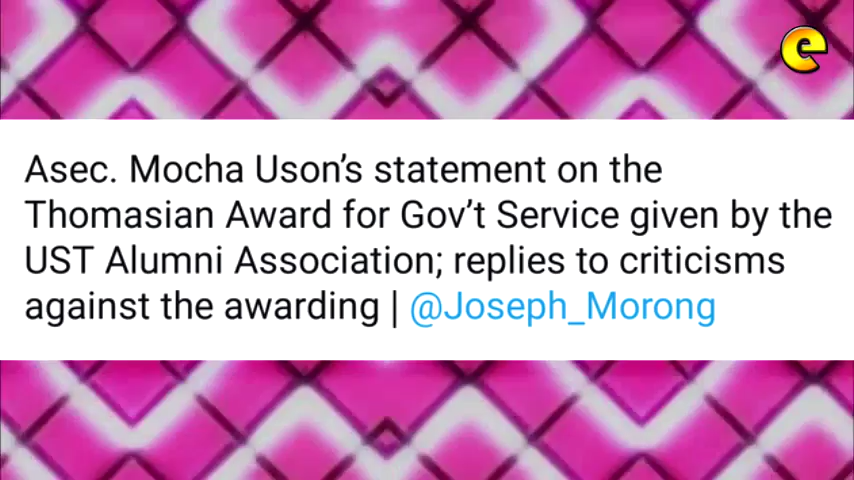 e
Asec. Mocha Uson’s statement on the
Thomasian Award for Gov’t Service given by the
UST Alumni Association; replies to criticisms
against the awarding | @Joseph_Morong